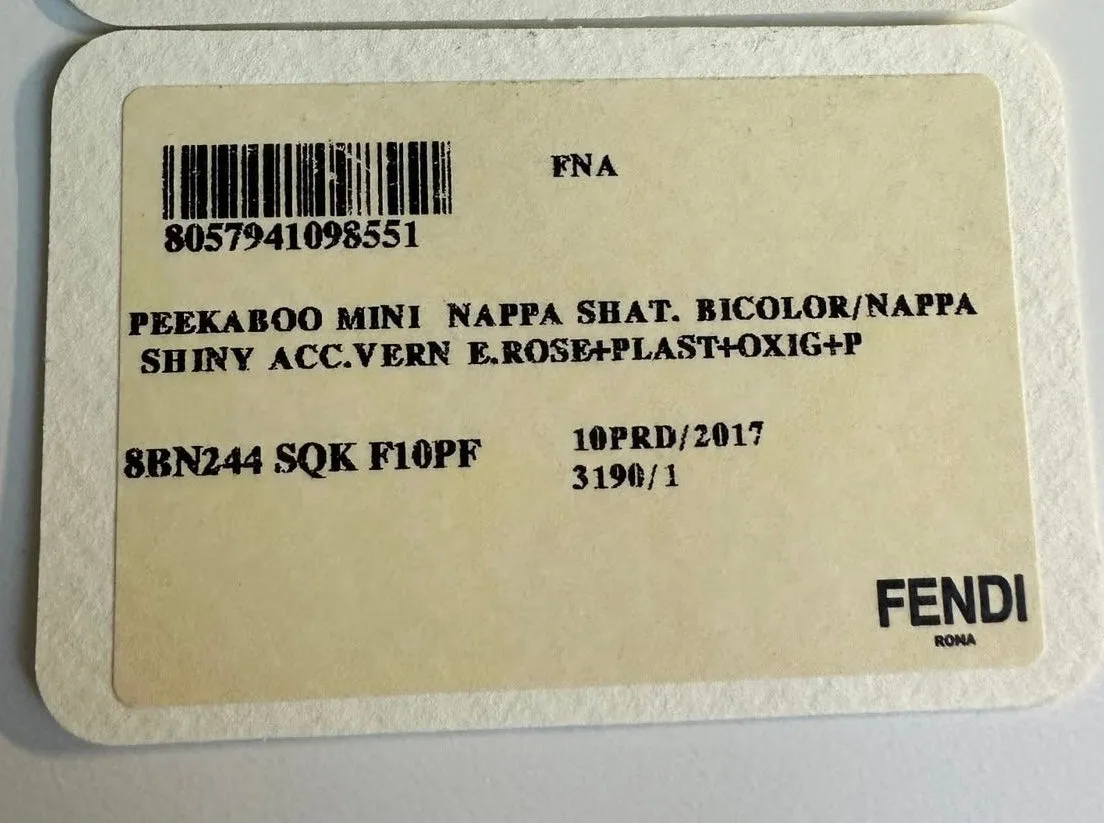 FNA
8057941098551
PEEKABOO MINI NAPPA SHAT. BICOLOR/NAPPA
SHINY ACC.VERN E.ROSE+PLAST+OXIG+P
8BN244 SQK F10PF
10PRD/2017
3190/1
FENDI
ROMA